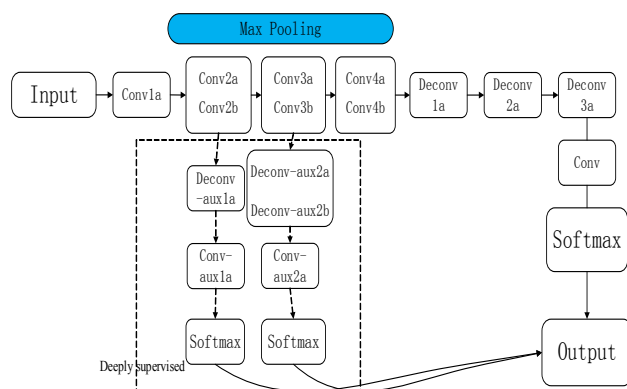 Max Pooling
Input
Conv1a
Conv2a
Conv2b
Conv3a
Conv3b
Conv4a
Conv4b
Deconv
1a
Deconv
2a
Deconv
3a
Conv
Softmax
Output
Deconv
-aux1a
Conv-
aux1a
Softmax
Deconv-aux2a
Deconv-aux2b
Conv-
aux2a
Softmax
Deeply supervised